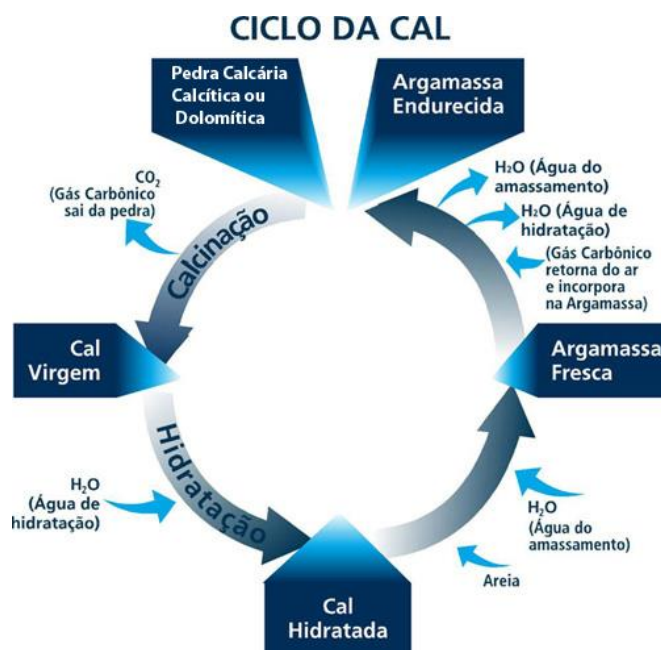 CICLO DA CAL
Pedra Calcária
Calcítica ou
Dolomítica
Argamassa
Endurecida
CO₂
(Gás Carbônico
sai da pedra)
Calcinação
H₂O (Água do
amassamento)
H₂O (Água de
hidratação)
(Gás Carbônico
retorna do ar
e incorpora
na Argamassa)
Cal
Virgem
Argamassa
Fresca
H₂O
(Água de
hidratação)
Hidratação
H₂O
(Água do
amassamento)
Areia
Cal
Hidratada